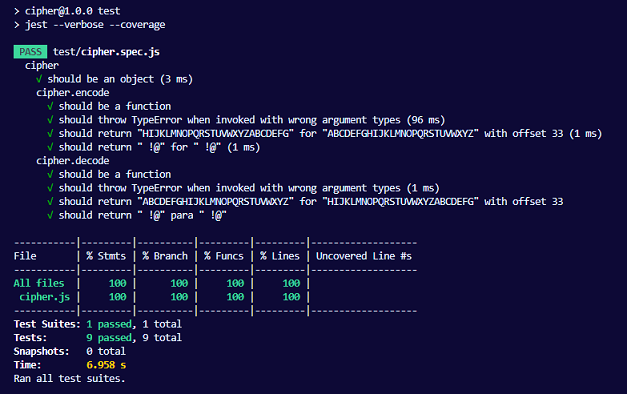 > cipher@1.0.0 test
> jest --verbose --coverage
PASS test/cipher.spec.js
cipher
√ should be an object (3 ms)
cipher.encode
√ should be a function
√ should throw TypeError when invoked with wrong argument types (96 ms)
√ should return "HIJKLMNOPQRSTUVWXYZABCDEFG" for "ABCDEFGHIJKLMNOPQRSTUVWXYZ" with offset 33 (1 ms)
√ should return " !@" for " !@" (1 ms)
cipher.decode
√ should be a function
√ should throw TypeError when invoked with wrong argument types (1 ms)
√ should return "ABCDEFGHIJKLMNOPQRSTUVWXYZ" for "HIJKLMNOPQRSTUVWXYZABCDEFG" with offset 33
√ should return " !@" para " !@"
-----------|---------|----------|---------|---------|-------------------
File | % Stmts | % Branch | % Funcs | % Lines | Uncovered Line #s
-----------|---------|----------|---------|---------|-------------------
All files | 100 | 100 | 100 | 100 |
cipher.js | 100 | 100 | 100 | 100 |
-----------|---------|----------|---------|---------|-------------------
Test Suites: 1 passed, 1 total
Tests: 9 passed, 9 total
Snapshots: 0 total
Time: 6.958 s
Ran all test suites.